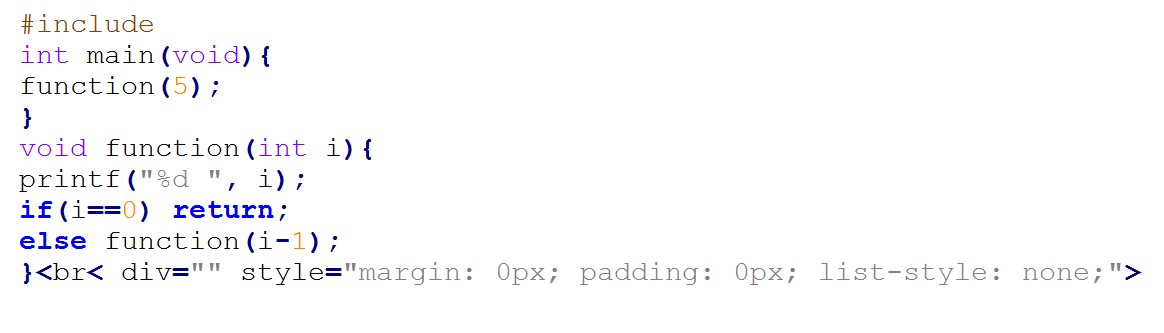 #include
int main(void){
function(5);
}
void function(int i){
printf("%d ", i);
if(i==0) return;
else function(i-1);
}<br< div="" style="margin: 0px; padding: 0px; list-style: none;">